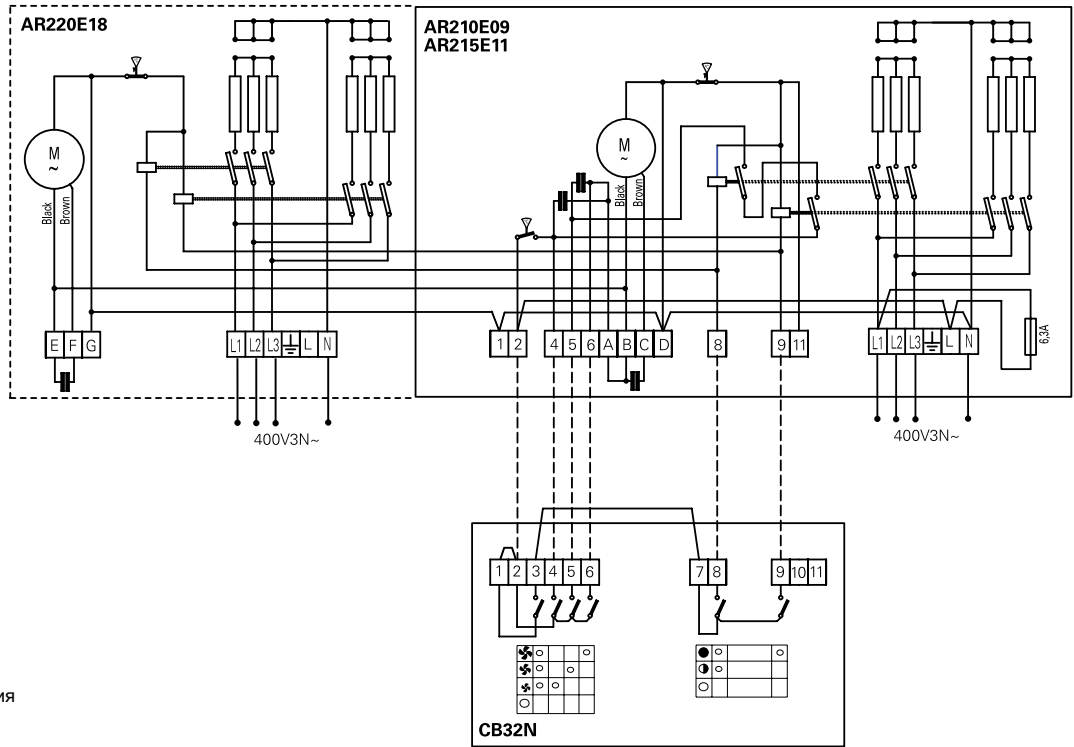 AR220E18
AR210E09
AR215E11
M
~
Black
Brown
M
~
Black
Brown
E F G
L1 L2 L3 L N
1 2
4 5 6 A B C D
8
9 11
L1 L2 L3 L N
6,3A
400V3N~
400V3N~
1 2 3 4 5 6
7 8
9 10 11
ия
CB32N